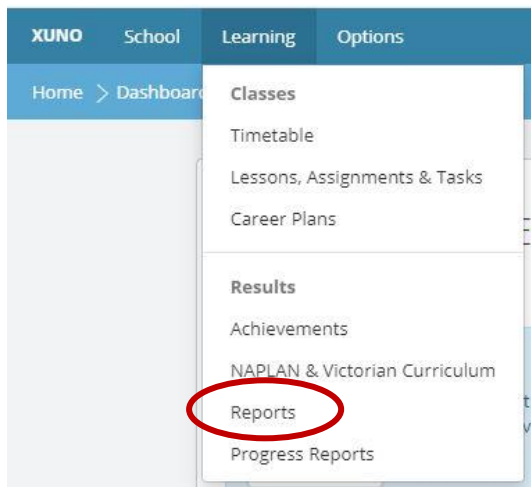 XUNO School Learning Options
Home > Dashboar
Classes
Timetable
Lessons, Assignments & Tasks
Career Plans
Results
Achievements
NAPLAN & Victorian Curriculum
Reports
Progress Reports